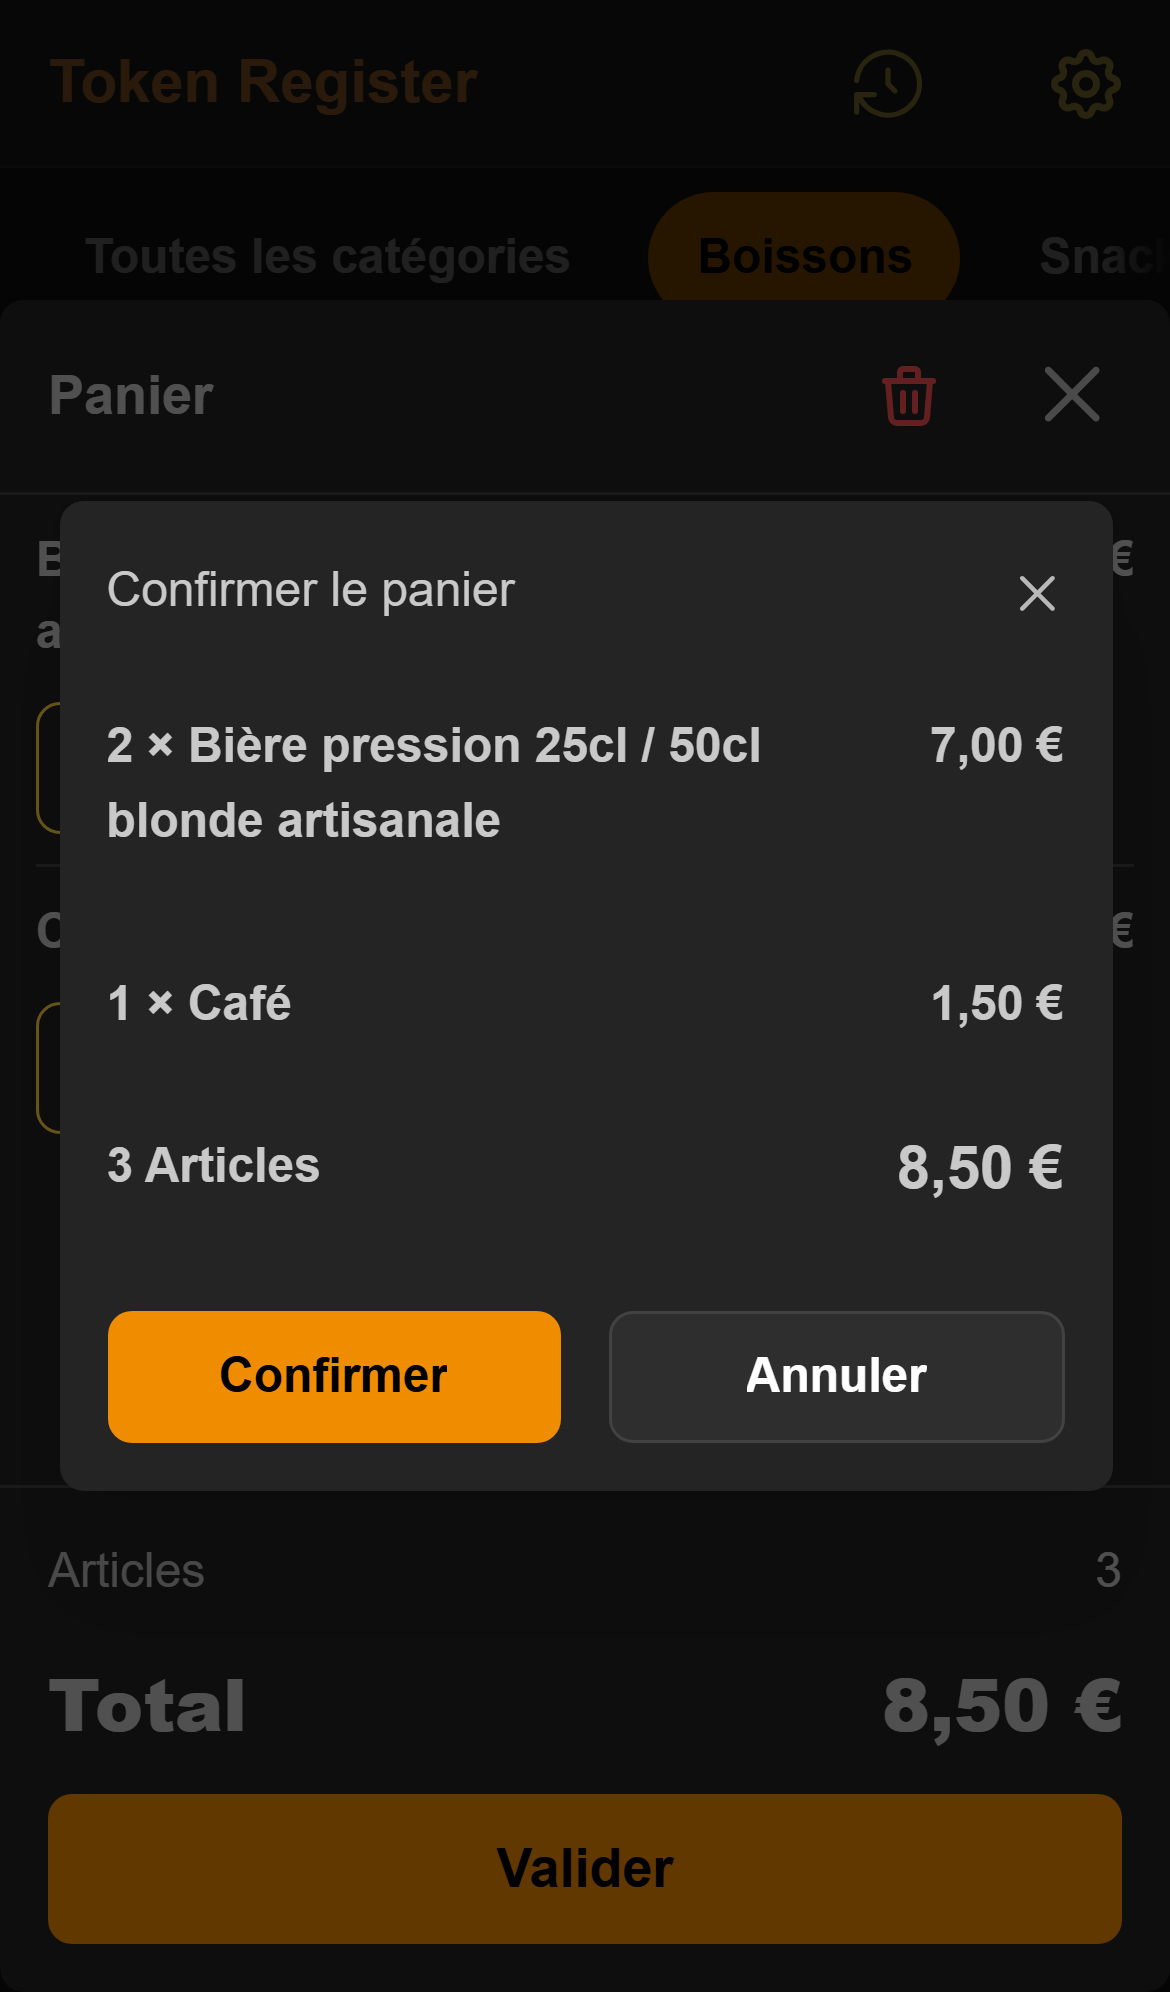 Token Register
Toutes les catégories Boissons
Panier
Confirmer le panier
2 × Bière pression 25cl / 50cl 7,00 €
blonde artisanale
1 × Café 1,50 €
3 Articles 8,50 €
Confirmer Annuler
Articles 3
Total 8,50 €
Valider